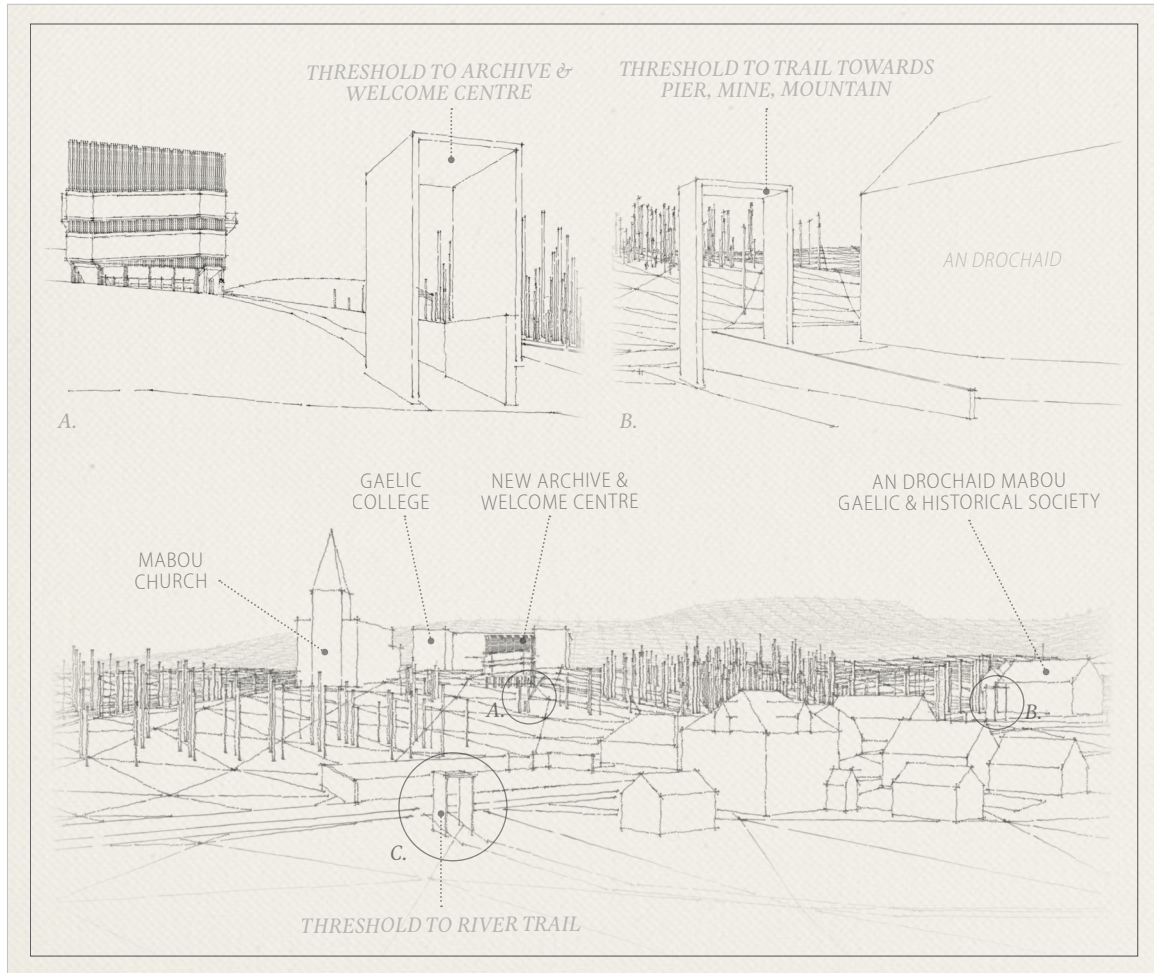 THRESHOLD TO ARCHIVE &
WELCOME CENTRE
THRESHOLD TO TRAIL TOWARDS
PIER, MINE, MOUNTAIN
AN DROCHAID
A.
B.
GAELIC
COLLEGE
NEW ARCHIVE &
WELCOME CENTRE
AN DROCHAID MABOU
GAELIC & HISTORICAL SOCIETY
MABOU
CHURCH
A.
B.
C.
THRESHOLD TO RIVER TRAIL